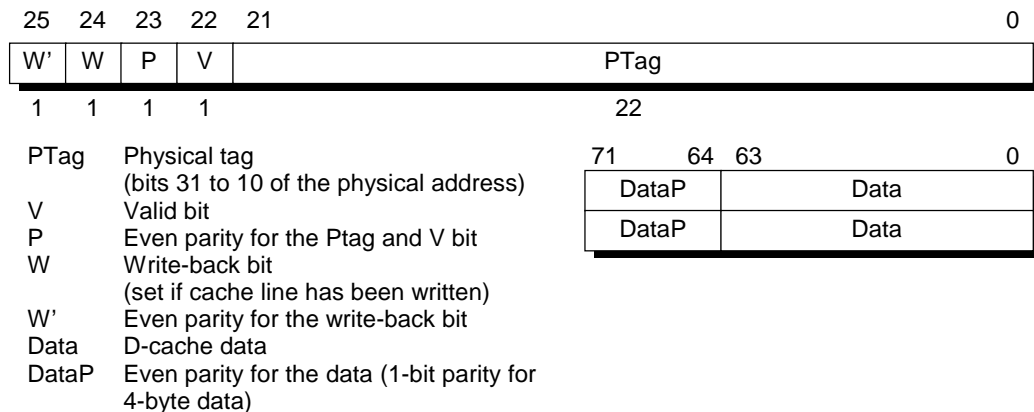 25 24 23 22 21 0
W’ W P V PTag
1 1 1 1 22
PTag Physical tag
(bits 31 to 10 of the physical address)
V Valid bit
P Even parity for the Ptag and V bit
W Write-back bit
(set if cache line has been written)
W’ Even parity for the write-back bit
Data D-cache data
DataP Even parity for the data (1-bit parity for
4-byte data)
71 64 63 0
DataP Data
DataP Data